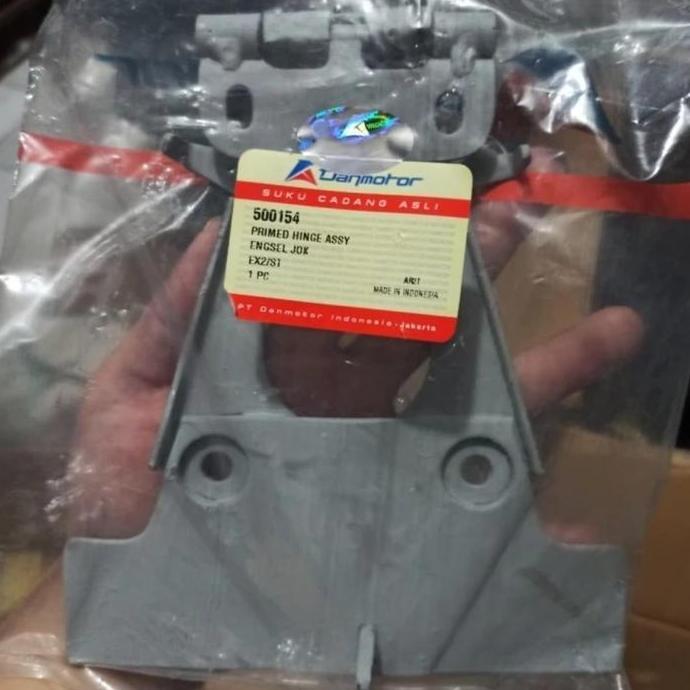 Danmotor
SUKU CADANG ASLI
500154
PRIMED HINGE ASSY
ENGSEL JOK
EX2/S1
1 PC
MADE IN INDONESIA
PT Danmotor Indonesia-Jakarta